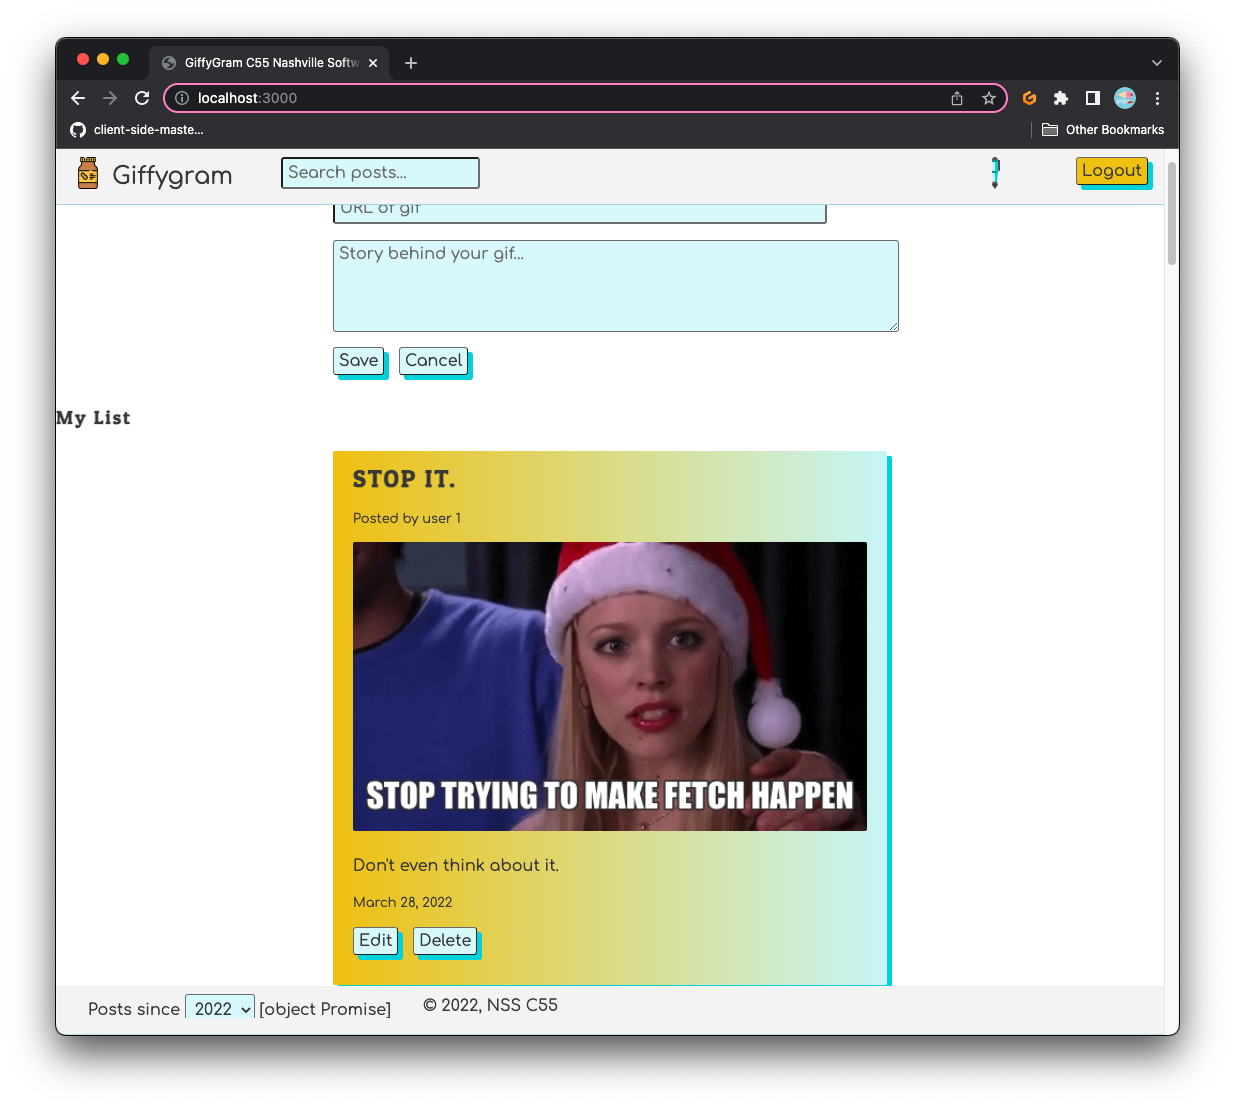 GiffyGram C55 Nashville Softw
localhost:3000
client-side-maste...
Other Bookmarks
Giffygram
Search posts...
Logout
URL of gif
Story behind your gif...
Save
Cancel
My List
STOP IT.
Posted by user 1
STOP TRYING TO MAKE FETCH HAPPEN
Don't even think about it.
March 28, 2022
Edit
Delete
Posts since 2022 [object Promise]
© 2022, NSS C55